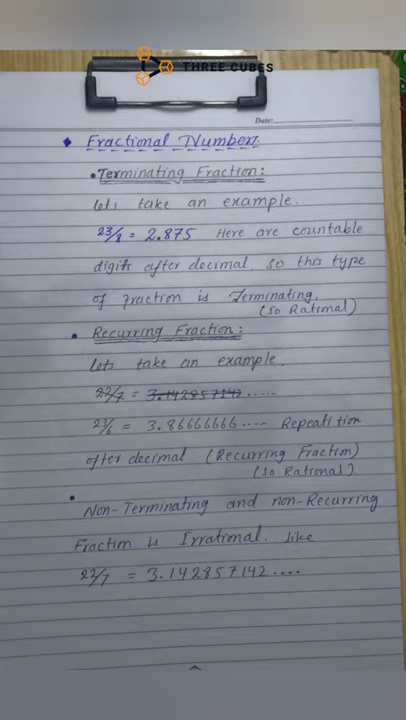 THREE CUBES
Date:
Fractional Number:
Terminating Fraction:
lets take an example.
23/8 = 2.875 Here are countable
digits after decimal, so this type
of fraction is Terminating.
(So Rational)
Recurring Fraction:
lets take an example.
22/7 = 3.142857142.....
23/6 = 3.86666666.... Repeatition
after decimal (Recurring Fraction)
(So Rational)
Non-Terminating and non-Recurring
Fraction is Irrational. like
22/7 = 3.142857142....